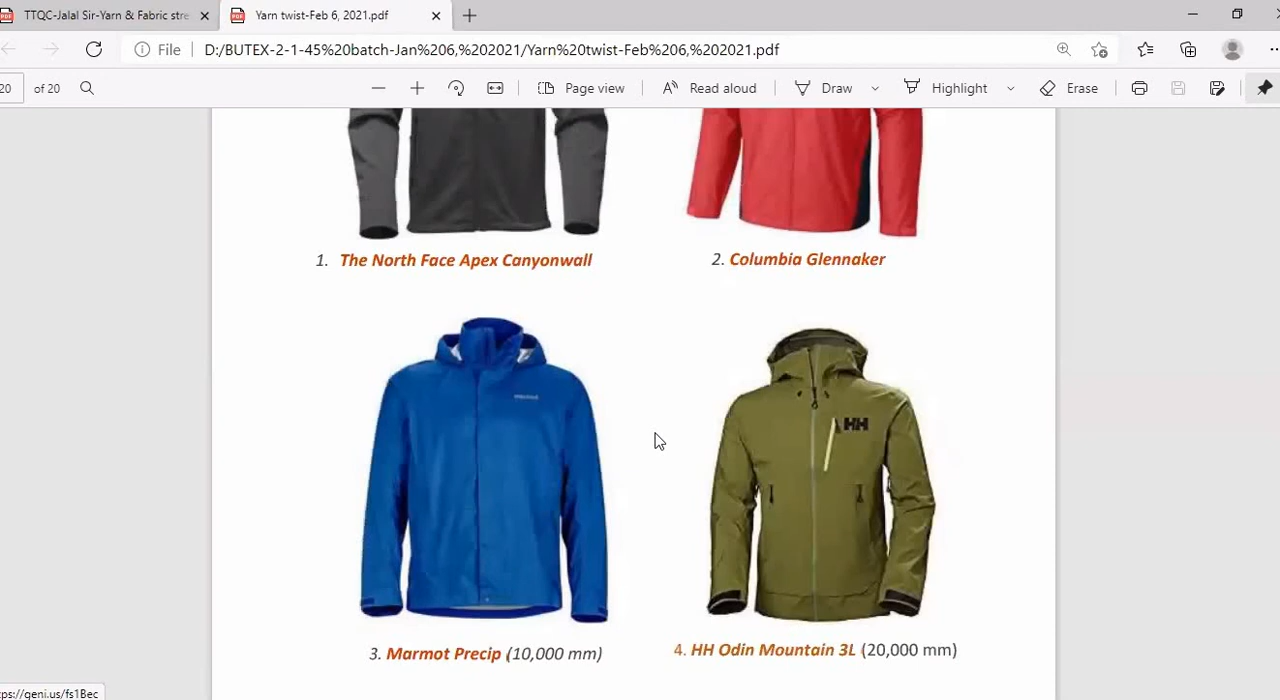 TTQC-Jalal Sir-Yarn & Fabric stre
Yarn twist-Feb 6, 2021.pdf
File D:/BUTEX-2-1-45%20batch-Jan%206,%202021/Yarn%20twist-Feb%206,%202021.pdf
20 of 20 Page view Read aloud Draw Highlight Erase
1. The North Face Apex Canyonwall
2. Columbia Glennaker
HH
3. Marmot Precip (10,000 mm)
4. HH Odin Mountain 3L (20,000 mm)
ps://geni.us/fs1Bec